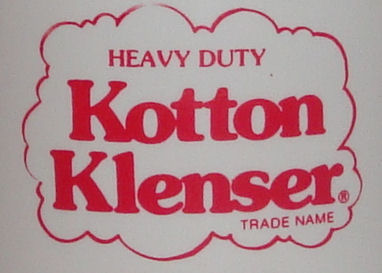 HEAVY DUTY
Kotton
Klenser®
TRADE NAME